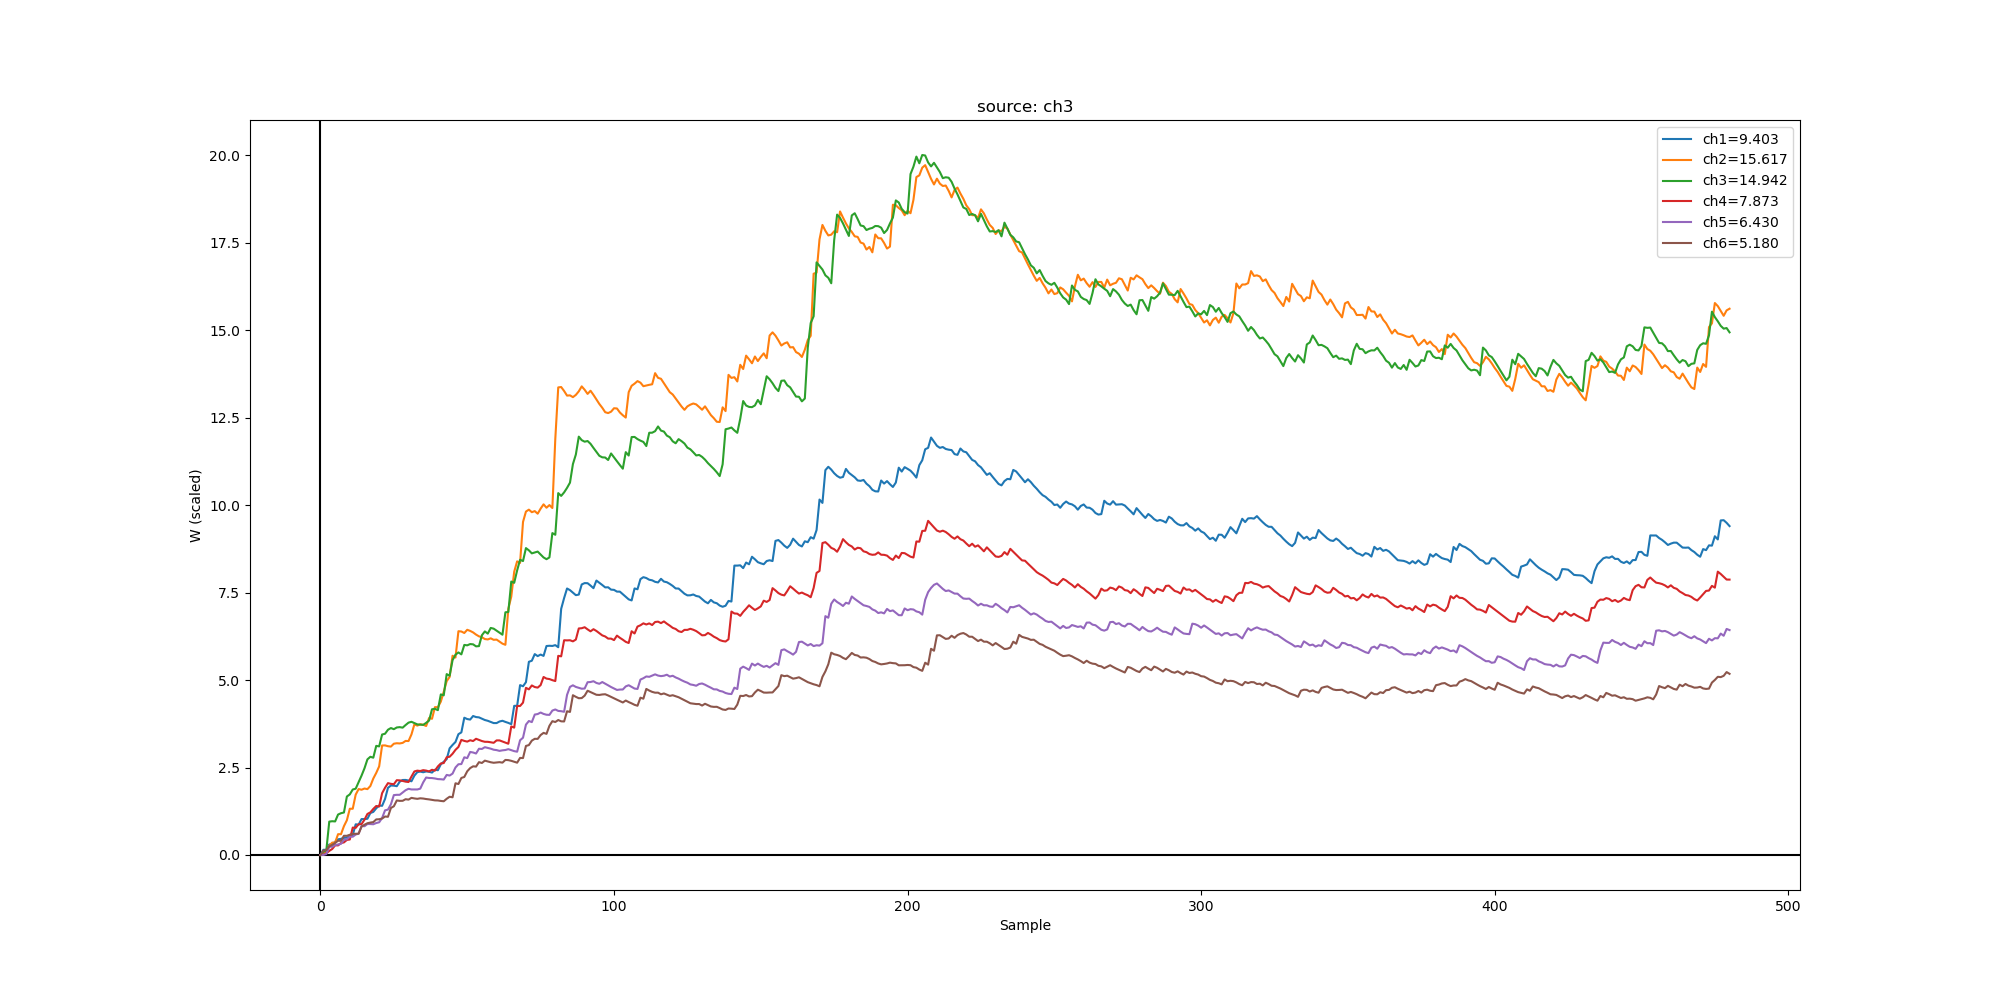 source: ch3
ch1=9.403
ch2=15.617
ch3=14.942
ch4=7.873
ch5=6.430
ch6=5.180
20.0
17.5
15.0
12.5
10.0
7.5
5.0
2.5
0.0
W (scaled)
0 100 200 300 400 500
Sample